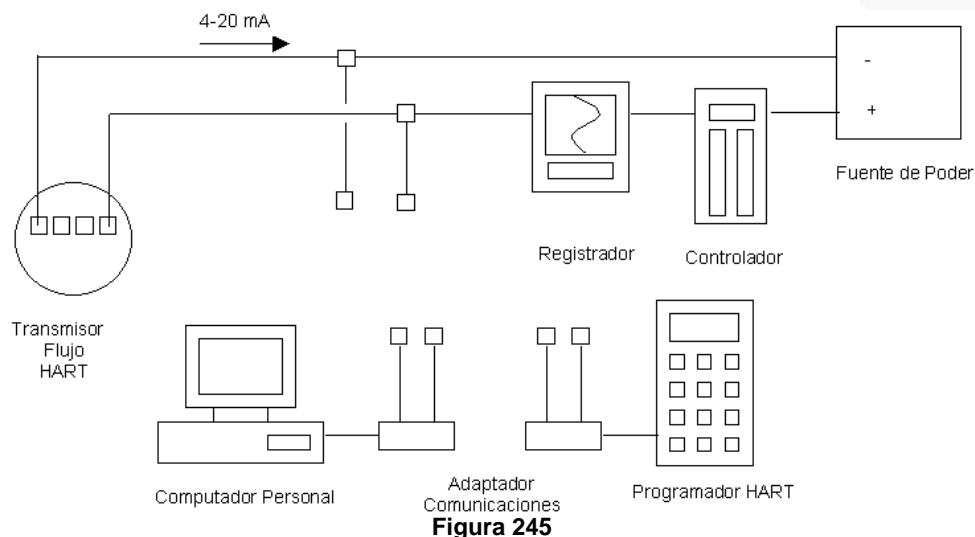 4-20 mA
-
+
Fuente de Poder
Registrador
Controlador
Transmisor
Flujo
HART
Computador Personal
Adaptador
Comunicaciones
Programador HART
Figura 245